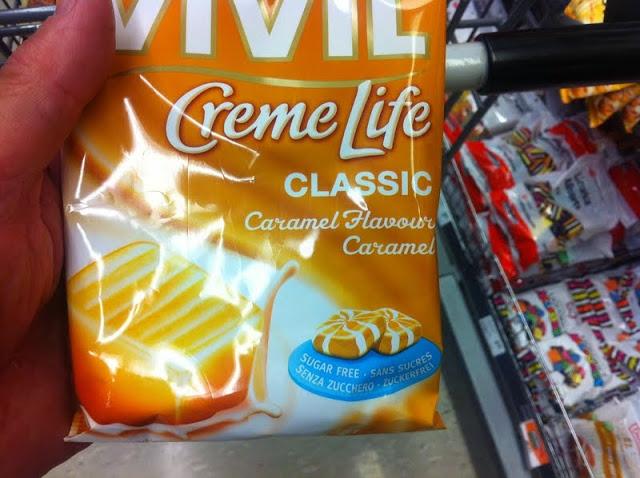 VIVIL
Creme Life
CLASSIC
Caramel Flavour
Caramel
SUGAR FREE · SANS SUCRES
SENZA ZUCCHERO · ZUCKERFREI